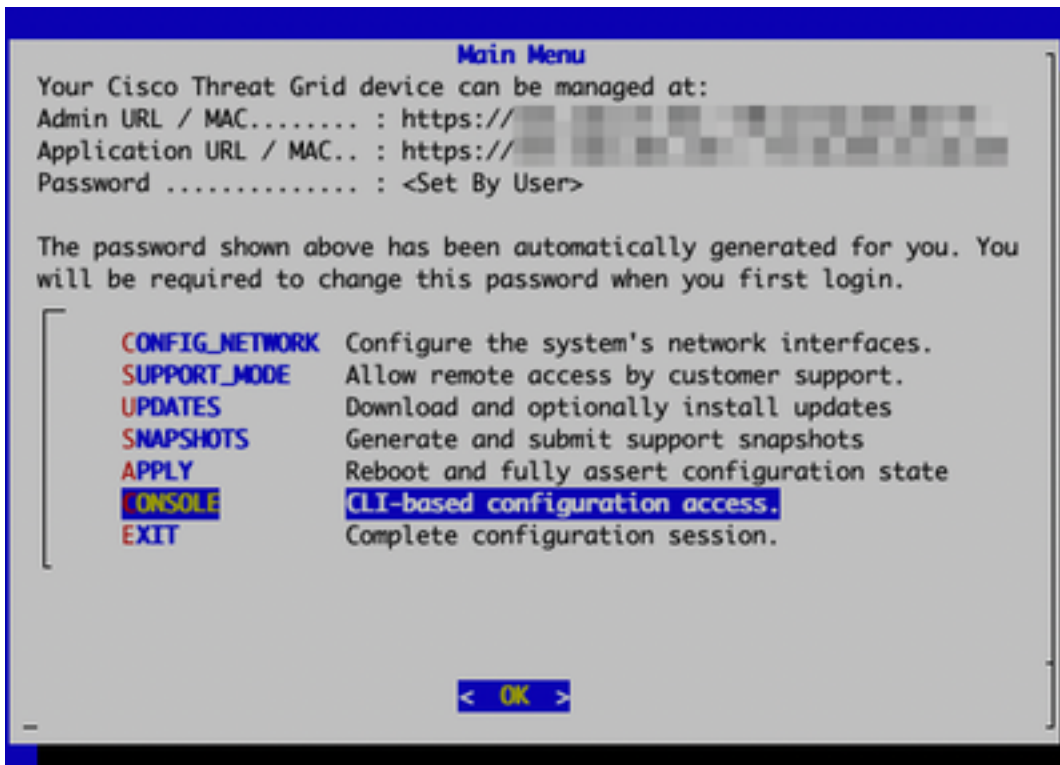 Main Menu
Your Cisco Threat Grid device can be managed at:
Admin URL / MAC........ : https://
Application URL / MAC.. : https://
Password .............. : <Set By User>
The password shown above has been automatically generated for you. You
will be required to change this password when you first login.
CONFIG_NETWORK Configure the system's network interfaces.
SUPPORT_MODE Allow remote access by customer support.
UPDATES Download and optionally install updates
SNAPSHOTS Generate and submit support snapshots
APPLY Reboot and fully assert configuration state
CONSOLE CLI-based configuration access.
EXIT Complete configuration session.
< OK >